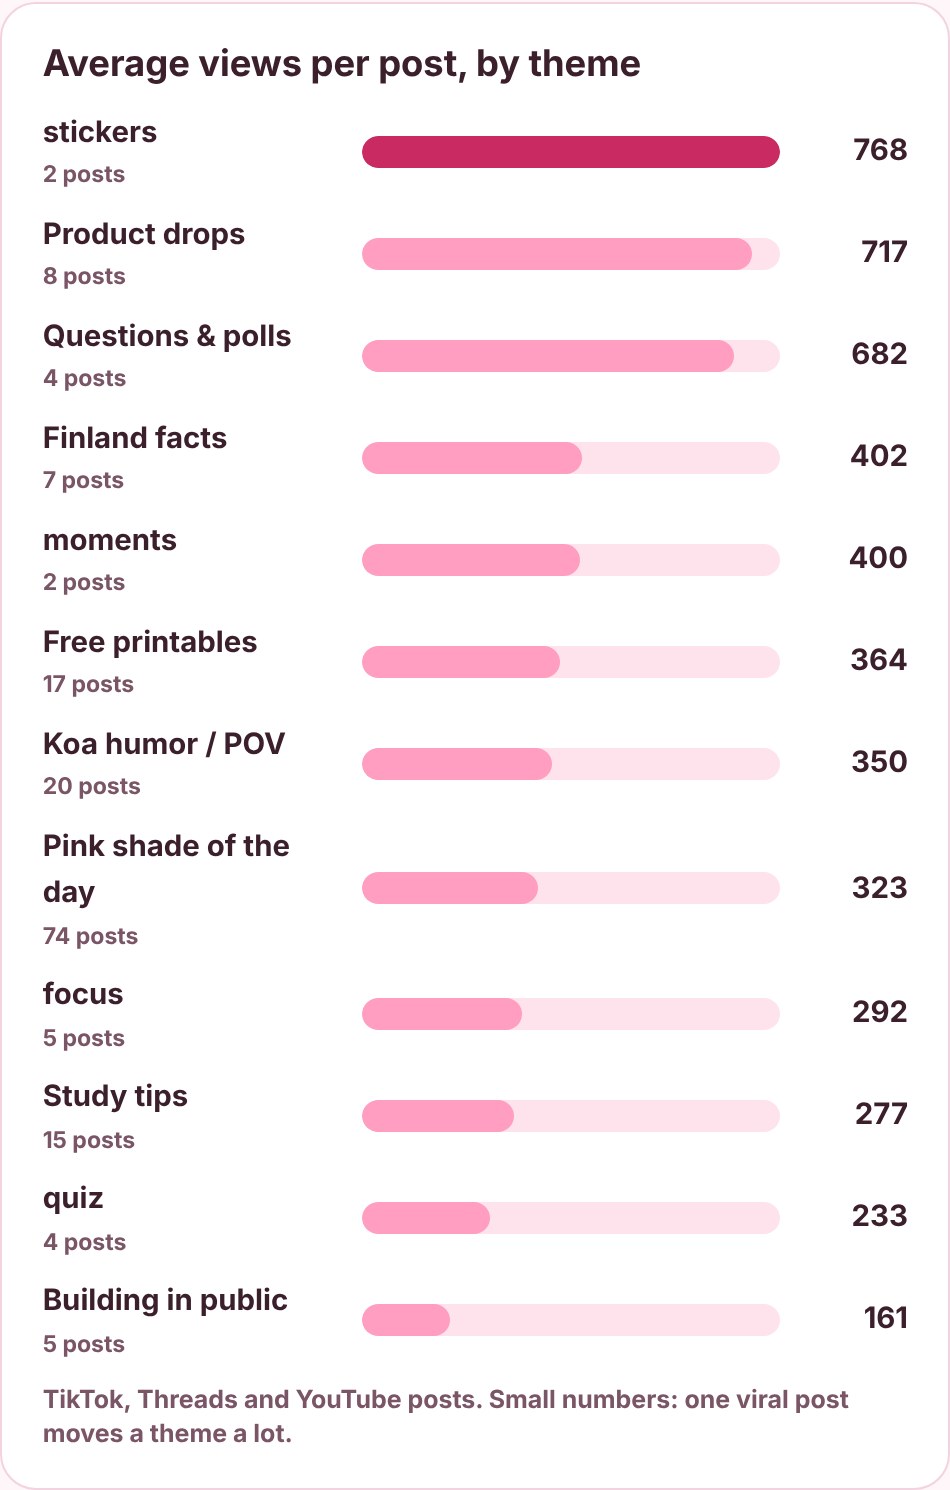 Average views per post, by theme
stickers
2 posts
768
Product drops
8 posts
717
Questions & polls
4 posts
682
Finland facts
7 posts
402
moments
2 posts
400
Free printables
17 posts
364
Koa humor / POV
20 posts
350
Pink shade of the
day
74 posts
323
focus
5 posts
292
Study tips
15 posts
277
quiz
4 posts
233
Building in public
5 posts
161
TikTok, Threads and YouTube posts. Small numbers: one viral post
moves a theme a lot.